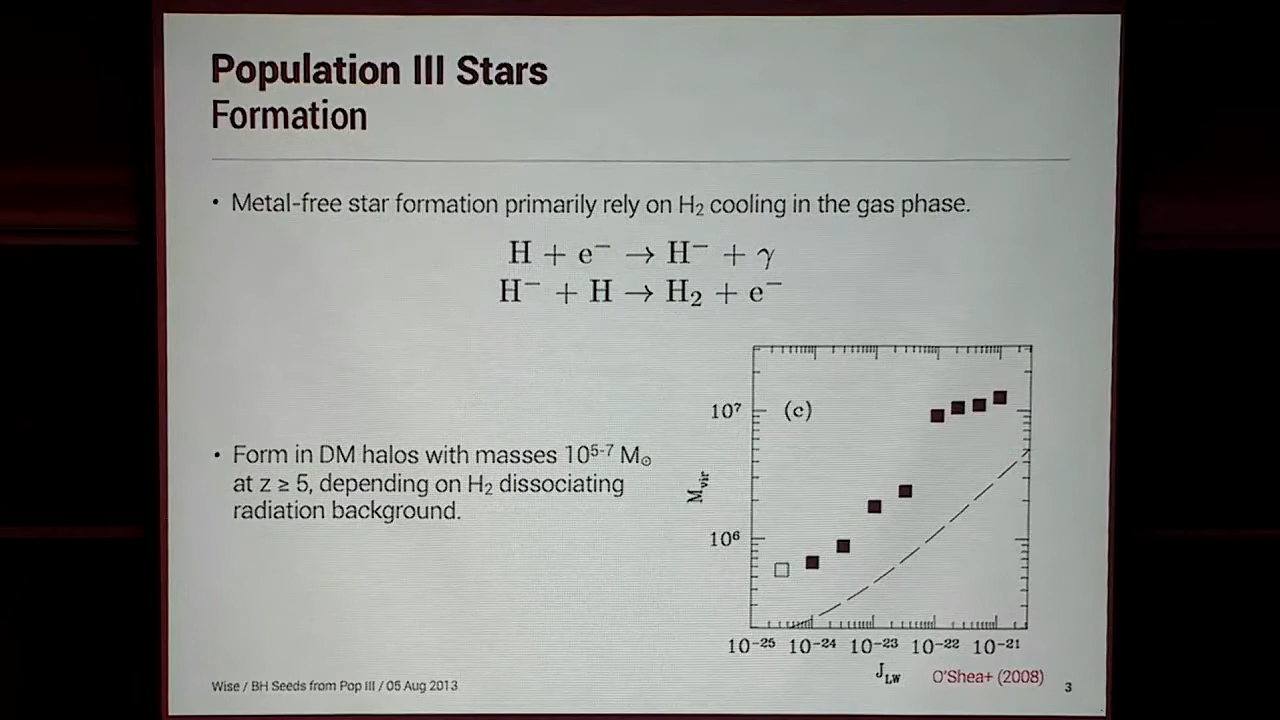 Population III Stars
Formation
• Metal-free star formation primarily rely on H₂ cooling in the gas phase.
H + e⁻ → H⁻ + γ
H⁻ + H → H₂ + e⁻
• Form in DM halos with masses 10⁵⁻⁷ M⊙
at z ≥ 5, depending on H₂ dissociating
radiation background.
(c)
10⁷
10⁶
M_vir
10⁻²⁵ 10⁻²⁴ 10⁻²³ 10⁻²² 10⁻²¹
J_LW
O'Shea+ (2008)
Wise / BH Seeds from Pop III / 05 Aug 2013
3